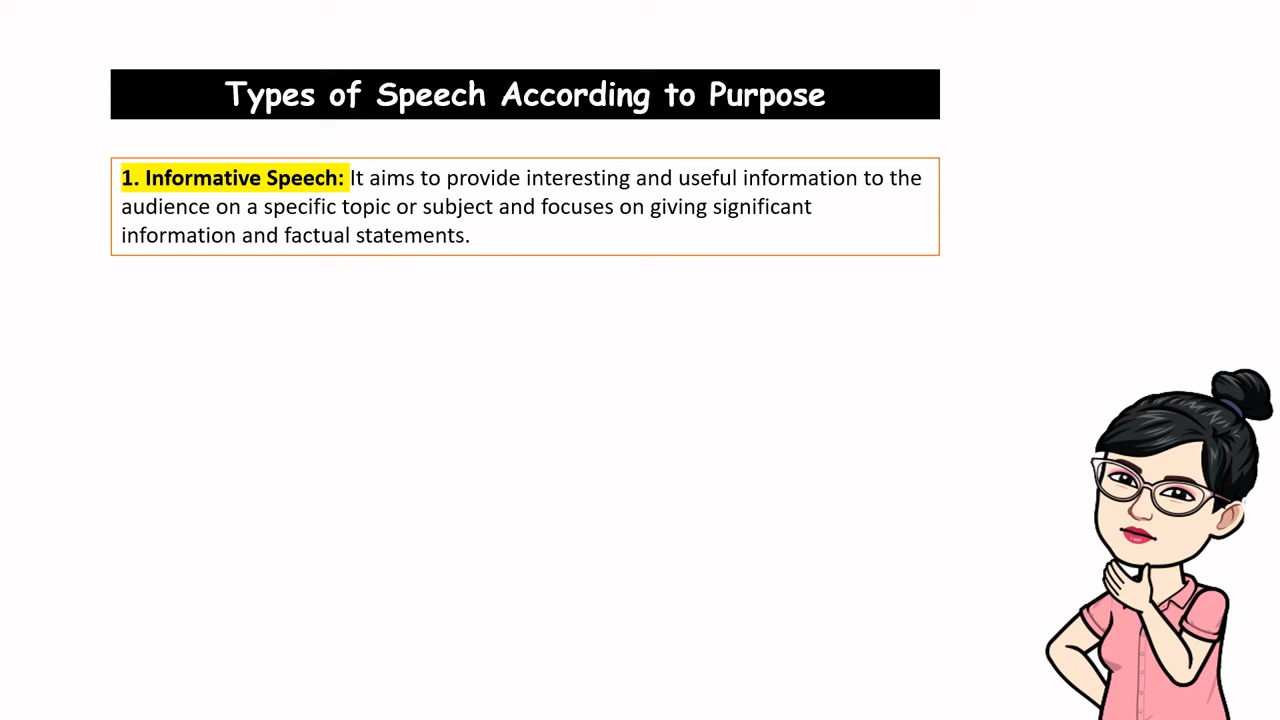 Types of Speech According to Purpose
1. Informative Speech: It aims to provide interesting and useful information to the
audience on a specific topic or subject and focuses on giving significant
information and factual statements.